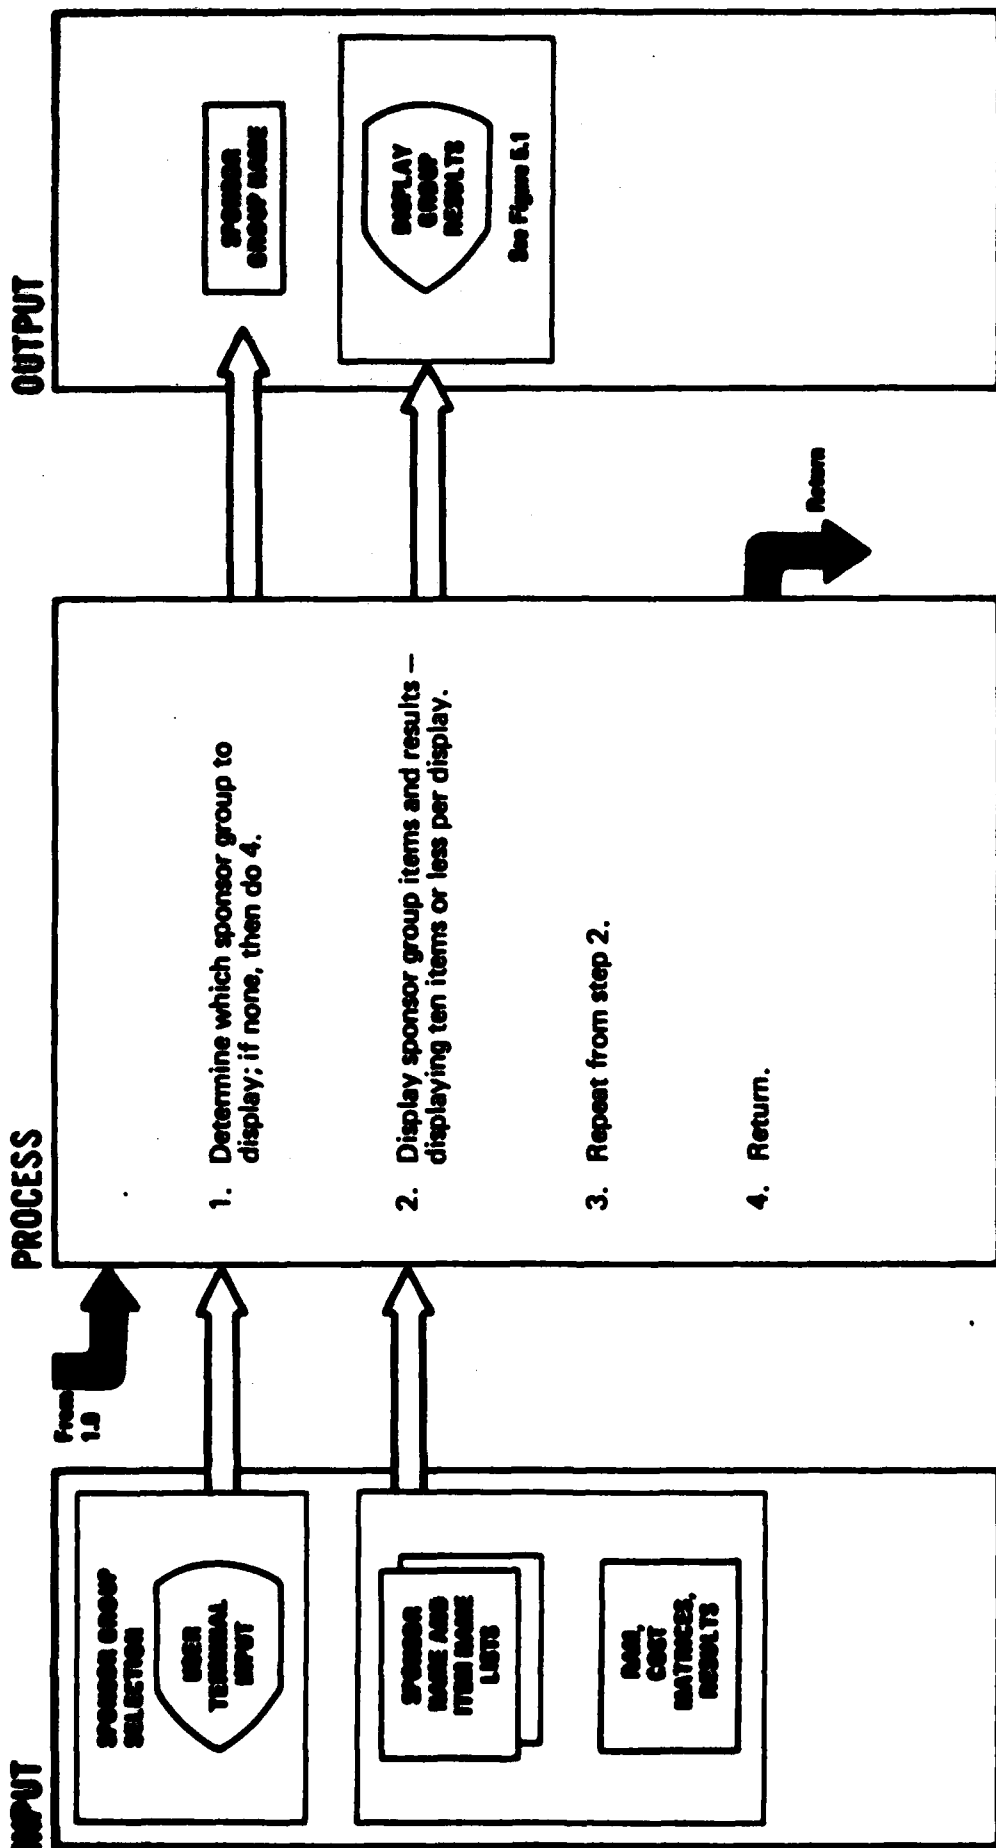 INPUT
SPONSOR GROUP
SELECTION
USER
TERMINAL
INPUT
SPONSOR
NAME AND
ITEM NAME
LISTS
COST
MATRICES,
RESULTS
From
1.0
PROCESS
1. Determine which sponsor group to
display; if none, then do 4.
2. Display sponsor group items and results —
displaying ten items or less per display.
3. Repeat from step 2.
4. Return.
Return
OUTPUT
SPONSOR
GROUP NAME
DISPLAY
GROUP
RESULTS
See Figure 5.1